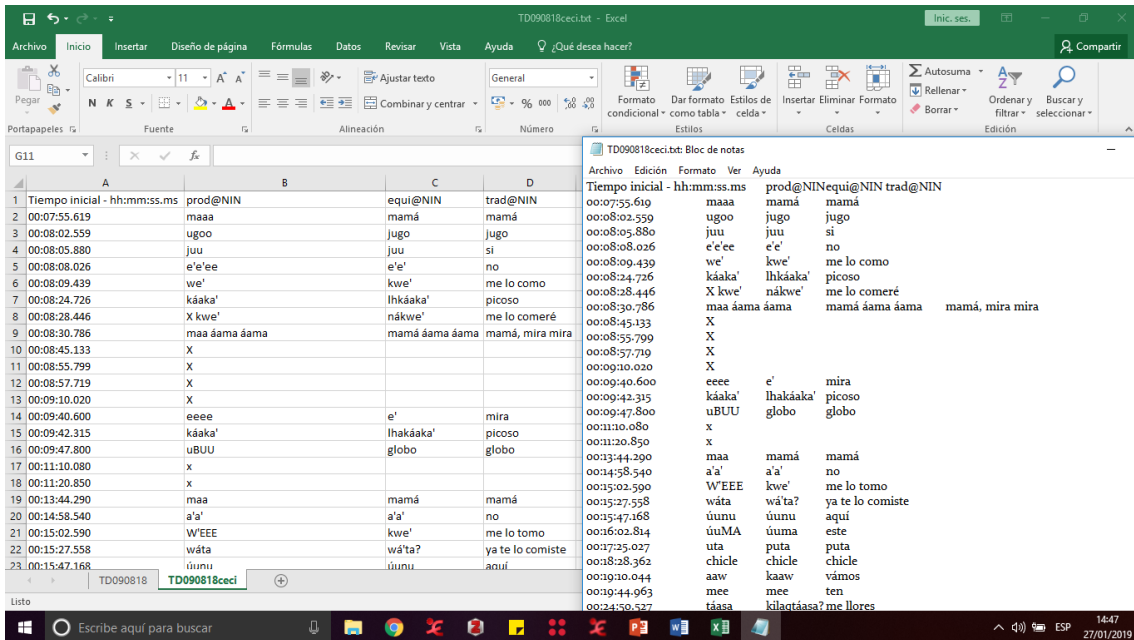 TD090818ceci.txt - Excel
Inic. ses.
Archivo Inicio Insertar Diseño de página Fórmulas Datos Revisar Vista Ayuda ¿Qué desea hacer? Compartir
Pegar
Calibri 11
Ajustar texto
General
Autosuma
N K S
Combinar y centrar
% 000
Formato condicional
Dar formato como tabla
Estilos de celda
Insertar Eliminar Formato
Rellenar
Borrar
Ordenar y filtrar
Buscar y seleccionar
Portapapeles Fuente Alineación Número Estilos Celdas Edición
G11 fx
A B C D
1 Tiempo inicial - hh:mm:ss.ms prod@NIN equi@NIN trad@NIN
2 00:07:55.619 maaa mamá mamá
3 00:08:02.559 ugoo jugo jugo
4 00:08:05.880 juu juu si
5 00:08:08.026 e'e'ee e'e' no
6 00:08:09.439 we' kwe' me lo como
7 00:08:24.726 káaka' lhkáaka' picoso
8 00:08:28.446 X kwe' nákwe' me lo comeré
9 00:08:30.786 maa áama áama mamá áama áama mamá, mira mira
10 00:08:45.133 X
11 00:08:55.799 X
12 00:08:57.719 X
13 00:09:10.020 X
14 00:09:40.600 eeee e' mira
15 00:09:42.315 káaka' lhakáaka' picoso
16 00:09:47.800 uBUU globo globo
17 00:11:10.080 x
18 00:11:20.850 x
19 00:13:44.290 maa mamá mamá
20 00:14:58.540 a'a' a'a' no
21 00:15:02.590 W'EEE kwe' me lo tomo
22 00:15:27.558 wáta wá'ta? ya te lo comiste
23 00:15:47.168 úunu úunu aquí
TD090818 TD090818ceci
Listo
TD090818ceci.txt: Bloc de notas
Archivo Edición Formato Ver Ayuda
Tiempo inicial - hh:mm:ss.ms prod@NINequi@NIN trad@NIN
00:07:55.619 maaa mamá mamá
00:08:02.559 ugoo jugo jugo
00:08:05.880 juu juu si
00:08:08.026 e'e'ee e'e' no
00:08:09.439 we' kwe' me lo como
00:08:24.726 káaka' lhkáaka' picoso
00:08:28.446 X kwe' nákwe' me lo comeré
00:08:30.786 maa áama áama mamá áama áama mamá, mira mira
00:08:45.133 X
00:08:55.799 X
00:08:57.719 X
00:09:10.020 X
00:09:40.600 eeee e' mira
00:09:42.315 káaka' lhakáaka' picoso
00:09:47.800 uBUU globo globo
00:11:10.080 x
00:11:20.850 x
00:13:44.290 maa mamá mamá
00:14:58.540 a'a' a'a' no
00:15:02.590 W'EEE kwe' me lo tomo
00:15:27.558 wáta wá'ta? ya te lo comiste
00:15:47.168 úunu úunu aquí
00:16:02.814 úuMA úuma este
00:17:25.027 uta puta puta
00:18:28.362 chicle chicle chicle
00:19:10.044 aaw kaaw vámos
00:19:44.963 mee mee ten
00:24:50.527 táasa kilaqtáasa? me llores
Escribe aquí para buscar
ESP
14:47
27/01/2019